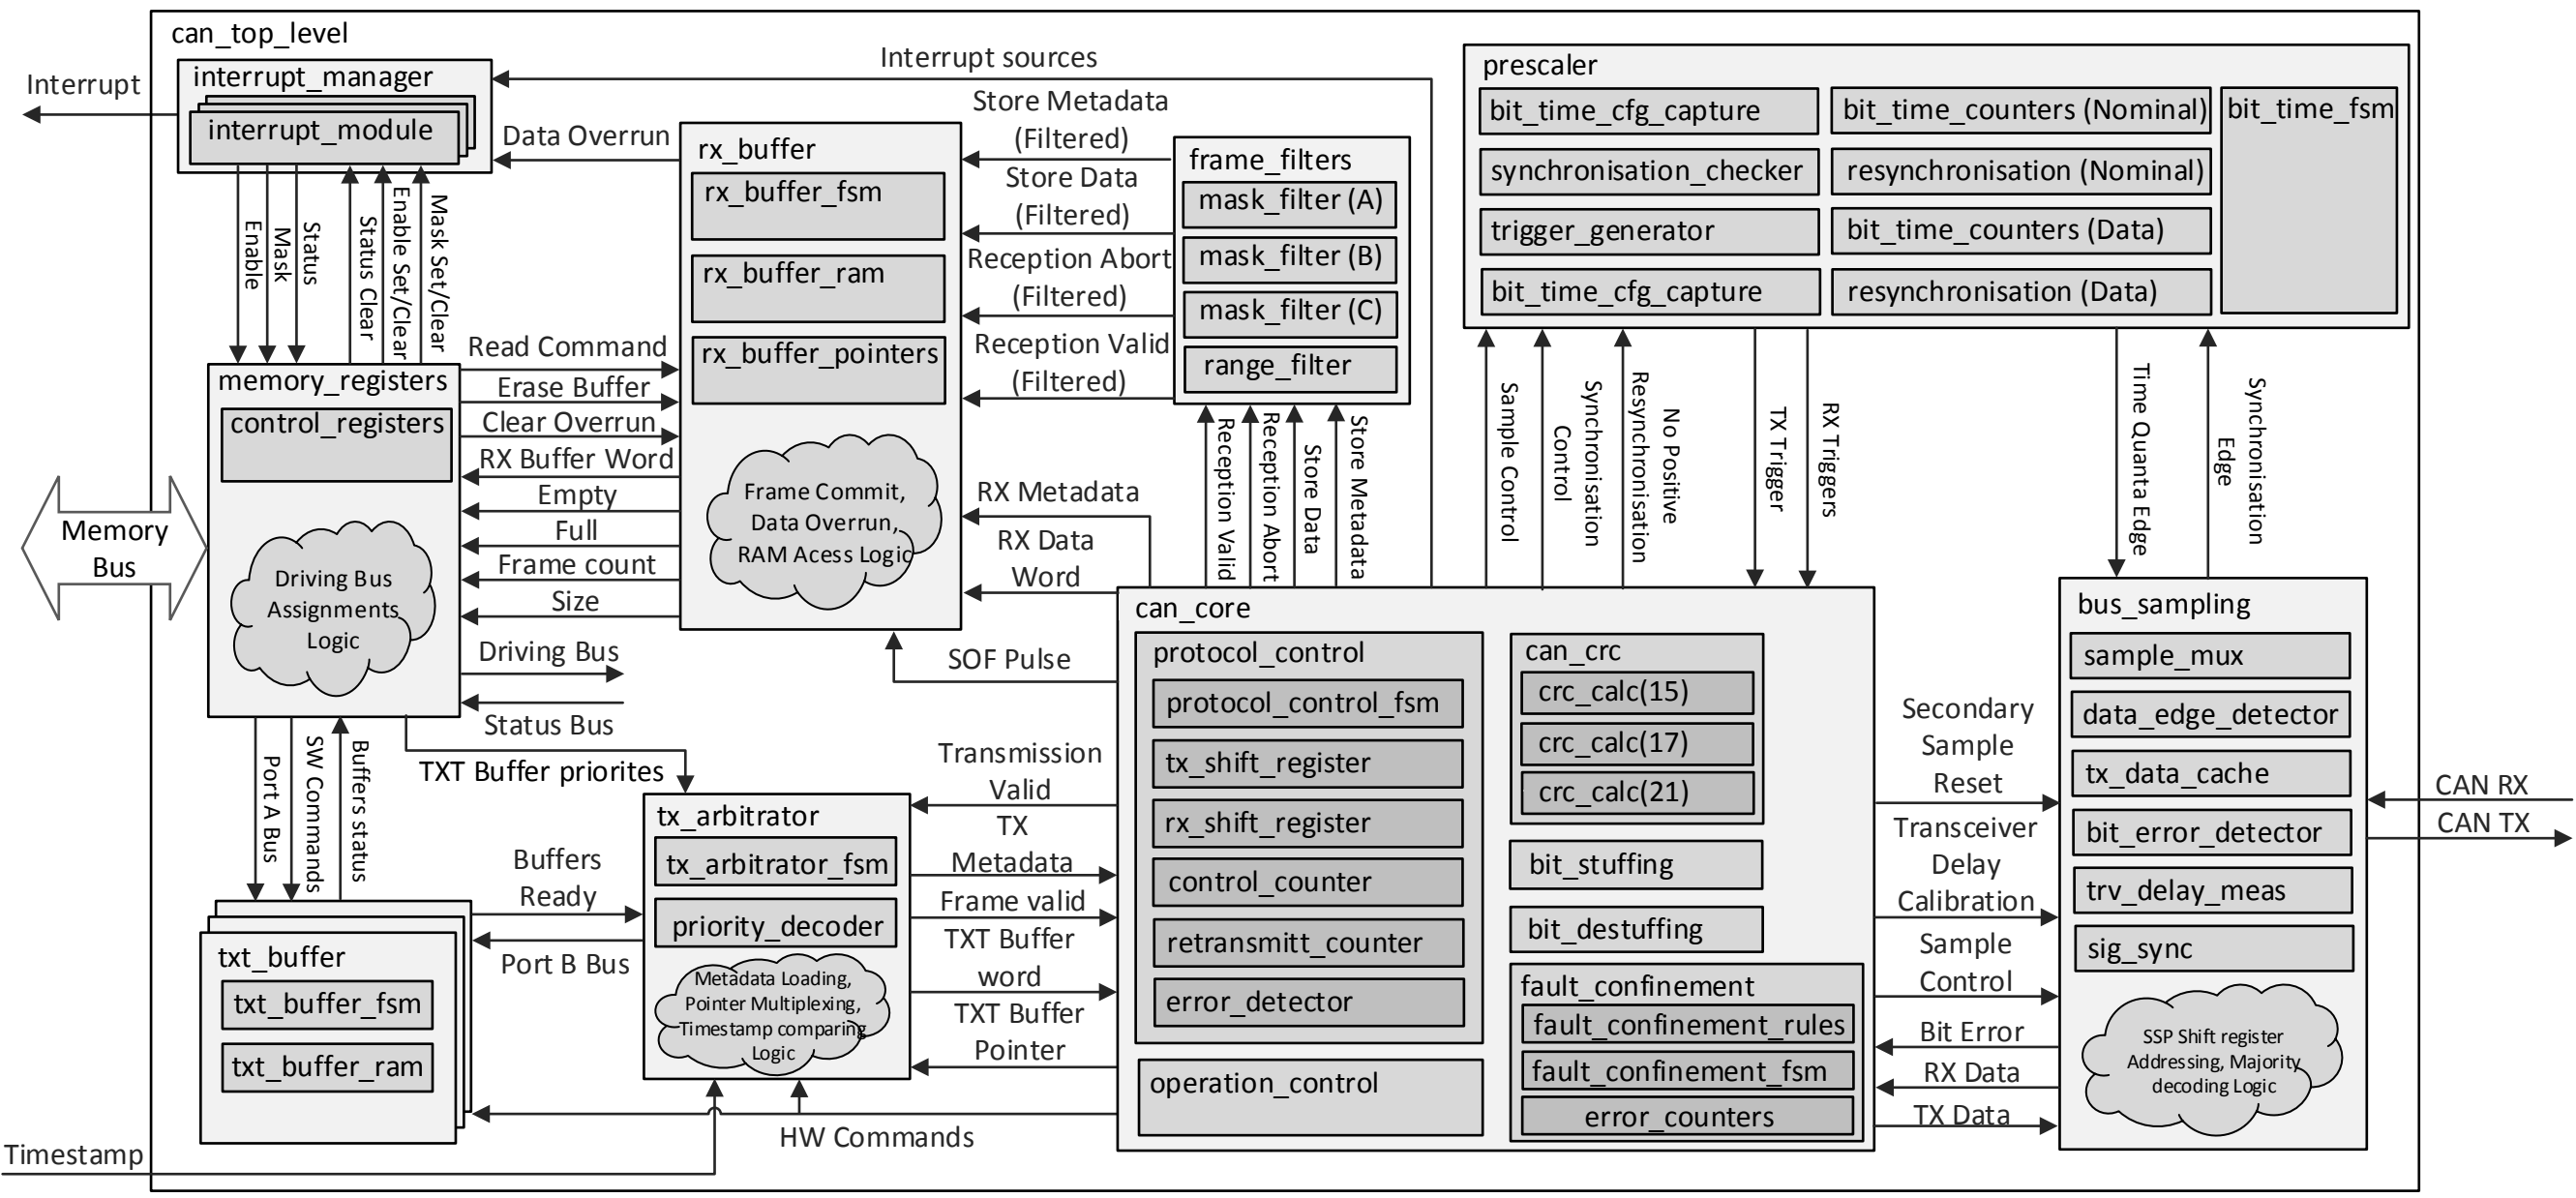 can_top_level
Interrupt
interrupt_manager
interrupt_module
Interrupt sources
Data Overrun
Enable
Mask
Status
Status Clear
Enable Set/Clear
Mask Set/Clear
rx_buffer
rx_buffer_fsm
rx_buffer_ram
rx_buffer_pointers
Frame Commit,
Data Overrun,
RAM Acess Logic
Store Metadata
(Filtered)
Store Data
(Filtered)
Reception Abort
(Filtered)
Reception Valid
(Filtered)
frame_filters
mask_filter (A)
mask_filter (B)
mask_filter (C)
range_filter
prescaler
bit_time_cfg_capture
synchronisation_checker
trigger_generator
bit_time_cfg_capture
bit_time_counters (Nominal)
resynchronisation (Nominal)
bit_time_counters (Data)
resynchronisation (Data)
bit_time_fsm
memory_registers
control_registers
Driving Bus
Assignments
Logic
Memory
Bus
Read Command
Erase Buffer
Clear Overrun
RX Buffer Word
Empty
Full
Frame count
Size
Driving Bus
Status Bus
TXT Buffer priorites
RX Metadata
RX Data
Word
SOF Pulse
Reception Valid
Reception Abort
Store Data
Store Metadata
Sample Control
Synchronisation
Control
No Positive
Resynchronisation
TX Trigger
RX Triggers
Time Quanta Edge
Synchronisation
Edge
Port A Bus
SW Commands
Buffers status
txt_buffer
txt_buffer_fsm
txt_buffer_ram
Buffers
Ready
Port B Bus
tx_arbitrator
tx_arbitrator_fsm
priority_decoder
Metadata Loading,
Pointer Multiplexing,
Timestamp comparing
Logic
Transmission
Valid
TX
Metadata
Frame valid
TXT Buffer
word
TXT Buffer
Pointer
HW Commands
Timestamp
can_core
protocol_control
protocol_control_fsm
tx_shift_register
rx_shift_register
control_counter
retransmitt_counter
error_detector
operation_control
can_crc
crc_calc(15)
crc_calc(17)
crc_calc(21)
bit_stuffing
bit_destuffing
fault_confinement
fault_confinement_rules
fault_confinement_fsm
error_counters
Secondary
Sample
Reset
Transceiver
Delay
Calibration
Sample
Control
Bit Error
RX Data
TX Data
bus_sampling
sample_mux
data_edge_detector
tx_data_cache
bit_error_detector
trv_delay_meas
sig_sync
SSP Shift register
Addressing, Majority
decoding Logic
CAN RX
CAN TX